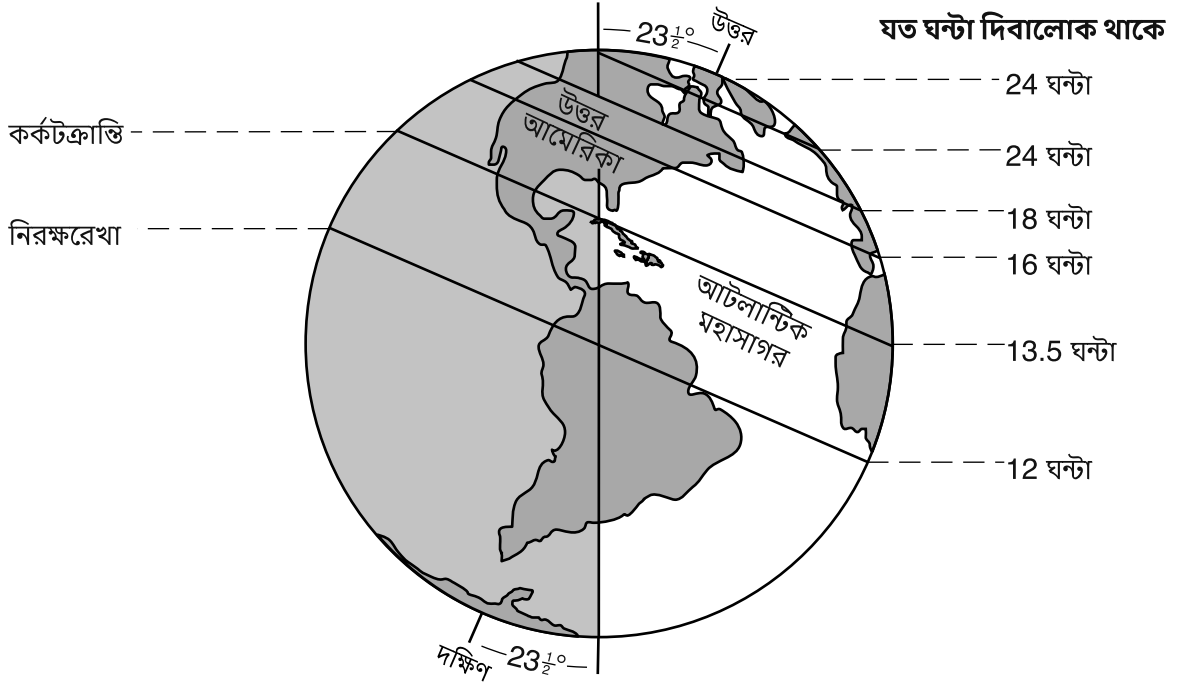 যত ঘন্টা দিবালোক থাকে
23½°
উত্তর
24 ঘন্টা
কর্কটক্রান্তি
উত্তর
আমেরিকা
24 ঘন্টা
নিরক্ষরেখা
18 ঘন্টা
16 ঘন্টা
আটলান্টিক
মহাসাগর
13.5 ঘন্টা
12 ঘন্টা
দক্ষিণ
23½°